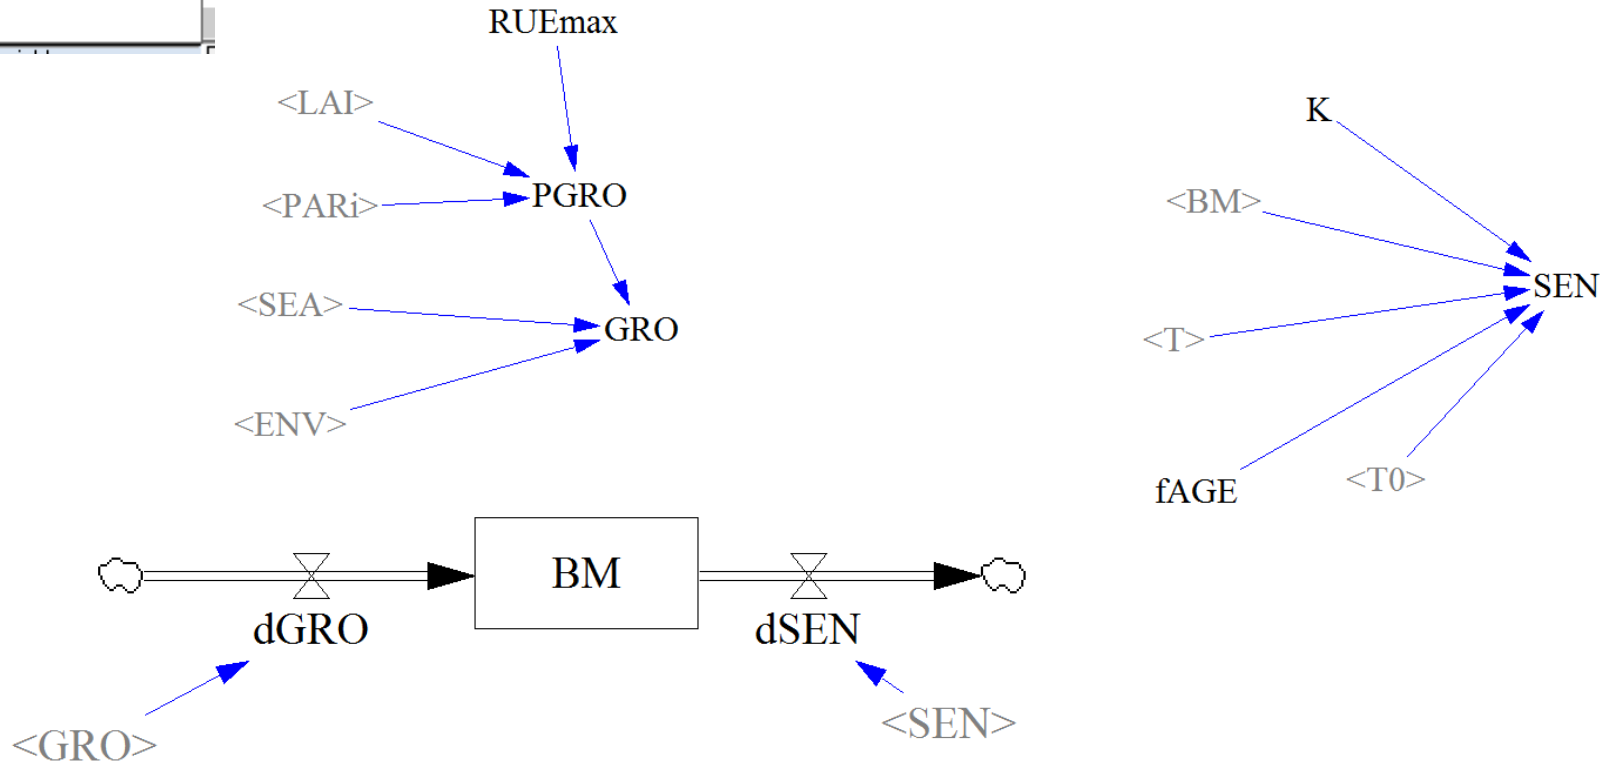 RUEmax
<LAI>
<PARi>
PGRO
<SEA>
GRO
<ENV>
K
<BM>
SEN
<T>
fAGE
<T0>
BM
dGRO
dSEN
<GRO>
<SEN>